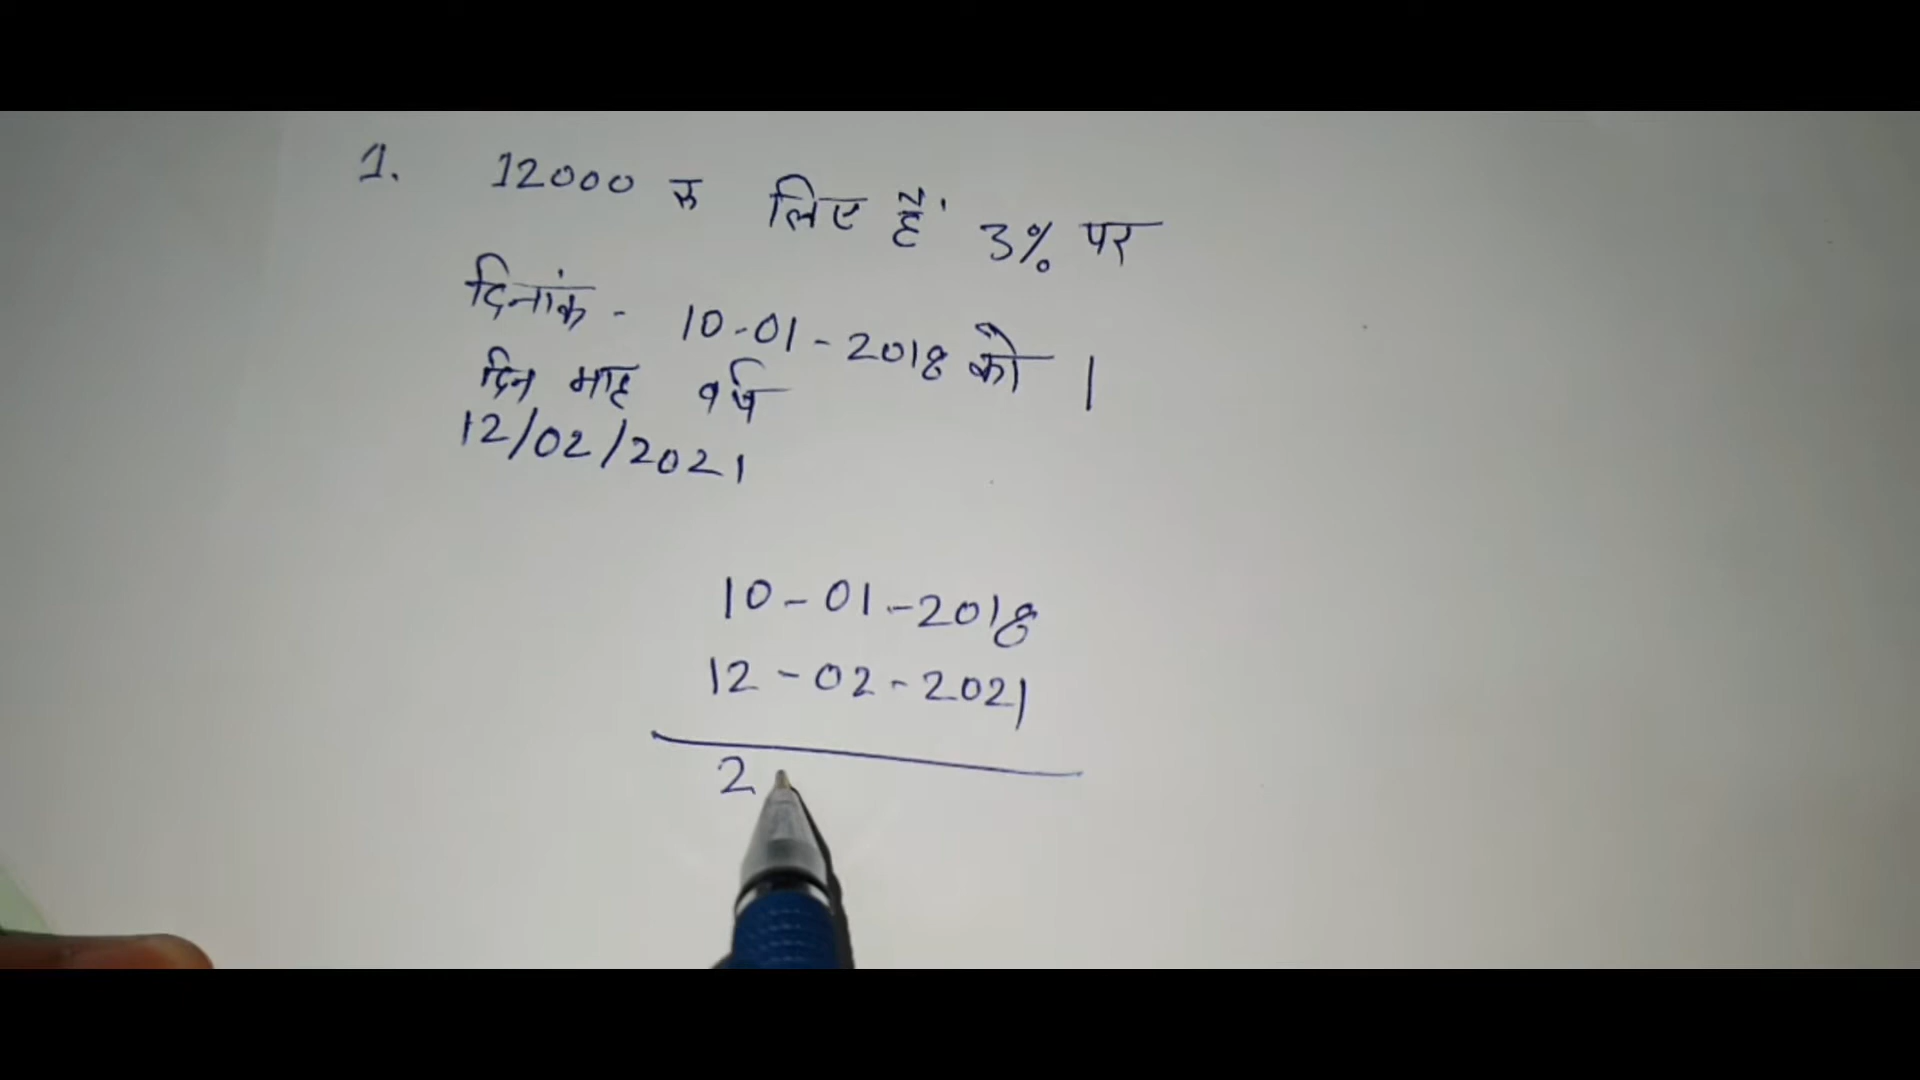 1. 12000 रु लिए हैं 3% पर
दिनांक - 10-01-2018 को ।
दिन माह वर्ष
12/02/2021
10-01-2018
12-02-2021
2